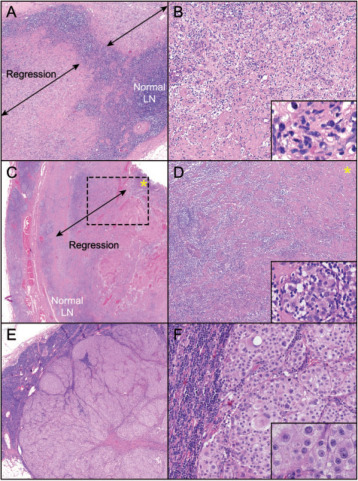 A
B
Regression
Normal
LN
C
D
Regression
Normal
LN
E
F